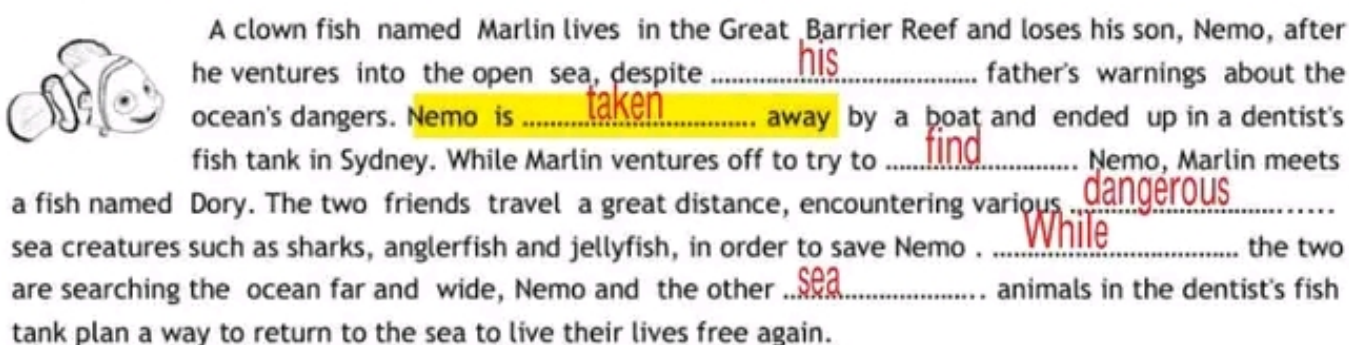 A clown fish named Marlin lives in the Great Barrier Reef and loses his son, Nemo, after
he ventures into the open sea, despite ........his........ father's warnings about the
ocean's dangers. Nemo is ........taken........ away by a boat and ended up in a dentist's
fish tank in Sydney. While Marlin ventures off to try to ......find........ Nemo, Marlin meets
a fish named Dory. The two friends travel a great distance, encountering various ..dangerous......
sea creatures such as sharks, anglerfish and jellyfish, in order to save Nemo . ....While........ the two
are searching the ocean far and wide, Nemo and the other ..sea........ animals in the dentist's fish
tank plan a way to return to the sea to live their lives free again.